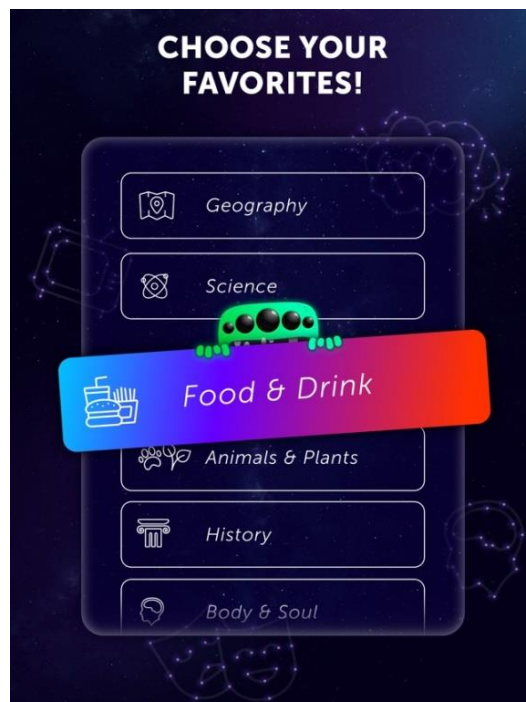 CHOOSE YOUR
FAVORITES!
Geography
Science
Food & Drink
Animals & Plants
History
Body & Soul